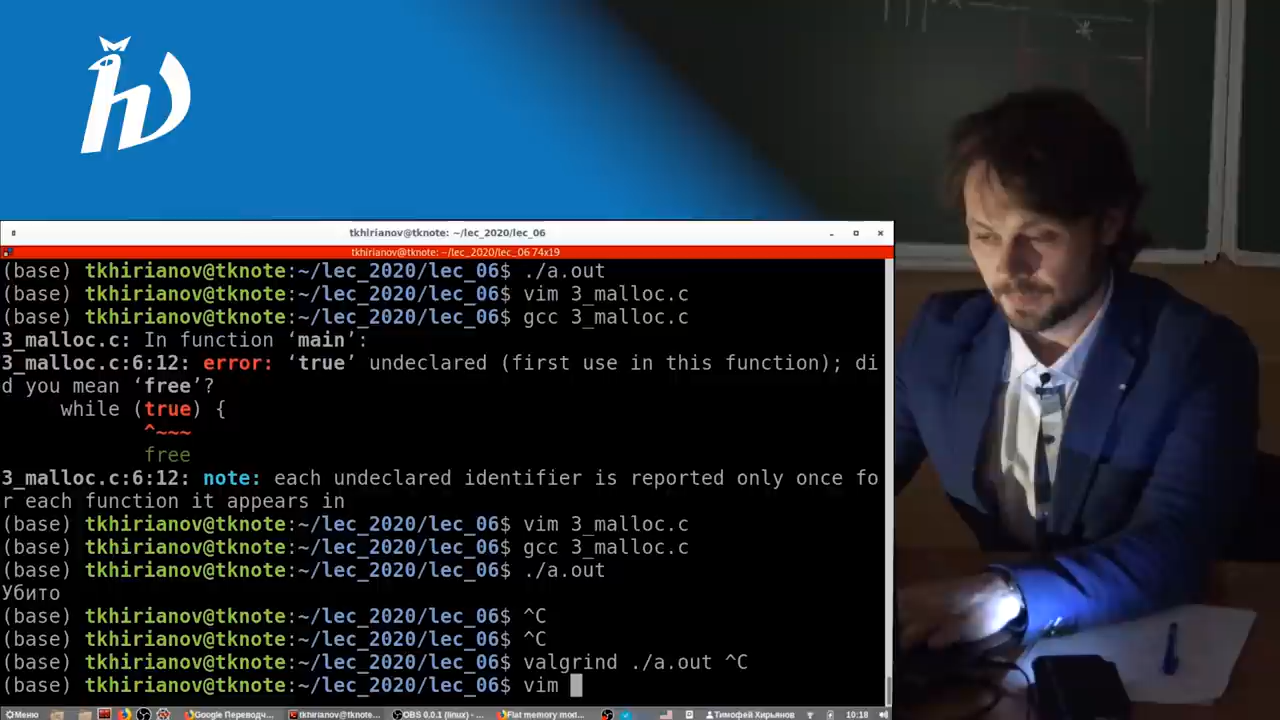 tkhirianov@tknote: ~/lec_2020/lec_06
tkhirianov@tknote: ~/lec_2020/lec_06 74x19
(base) tkhirianov@tknote:~/lec_2020/lec_06$ ./a.out
(base) tkhirianov@tknote:~/lec_2020/lec_06$ vim 3_malloc.c
(base) tkhirianov@tknote:~/lec_2020/lec_06$ gcc 3_malloc.c
3_malloc.c: In function ‘main’:
3_malloc.c:6:12: error: ‘true’ undeclared (first use in this function); di
d you mean ‘free’?
while (true) {
^~~~
free
3_malloc.c:6:12: note: each undeclared identifier is reported only once fo
r each function it appears in
(base) tkhirianov@tknote:~/lec_2020/lec_06$ vim 3_malloc.c
(base) tkhirianov@tknote:~/lec_2020/lec_06$ gcc 3_malloc.c
(base) tkhirianov@tknote:~/lec_2020/lec_06$ ./a.out
Убито
(base) tkhirianov@tknote:~/lec_2020/lec_06$ ^C
(base) tkhirianov@tknote:~/lec_2020/lec_06$ ^C
(base) tkhirianov@tknote:~/lec_2020/lec_06$ valgrind ./a.out ^C
(base) tkhirianov@tknote:~/lec_2020/lec_06$ vim
Меню Google Переводч... tkhirianov@tknote... OBS 0.0.1 (linux) -... Flat memory mod... Тимофей Хирьянов 10:18